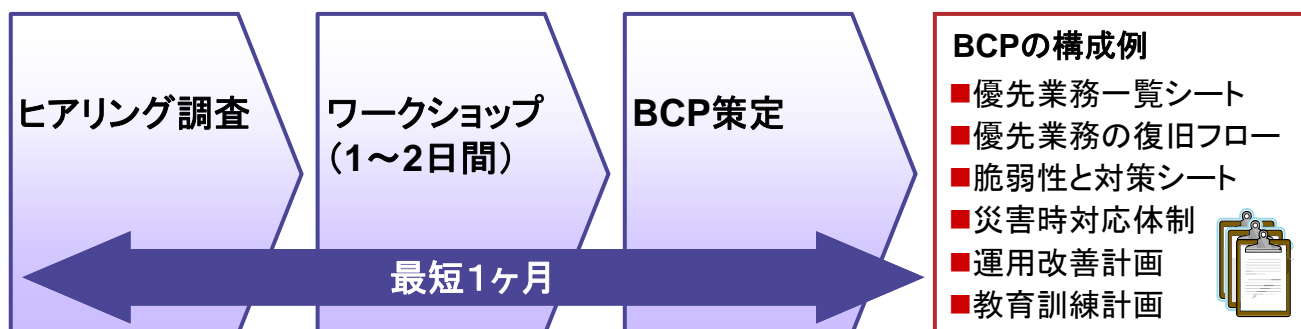 ヒアリング調査
ワークショップ
（1～2日間）
BCP策定
最短1ヶ月
BCPの構成例
■優先業務一覧シート
■優先業務の復旧フロー
■脆弱性と対策シート
■災害時対応体制
■運用改善計画
■教育訓練計画